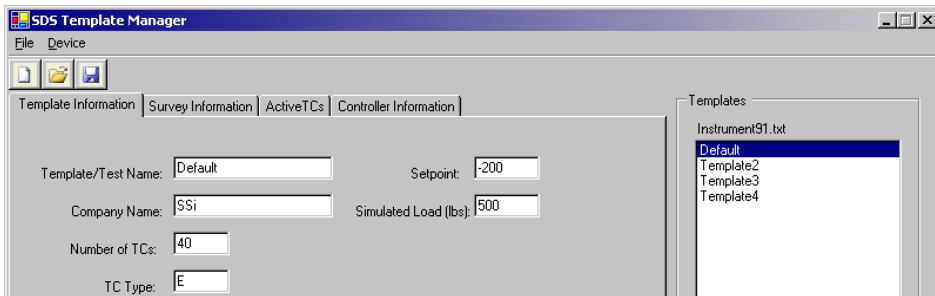 SDS Template Manager
File Device
Template Information Survey Information ActiveTCs Controller Information
Templates
Instrument91.txt
Default
Template2
Template3
Template4
Template/Test Name: Default Setpoint: -200
Company Name: SSi Simulated Load (lbs): 500
Number of TCs: 40
TC Type: E